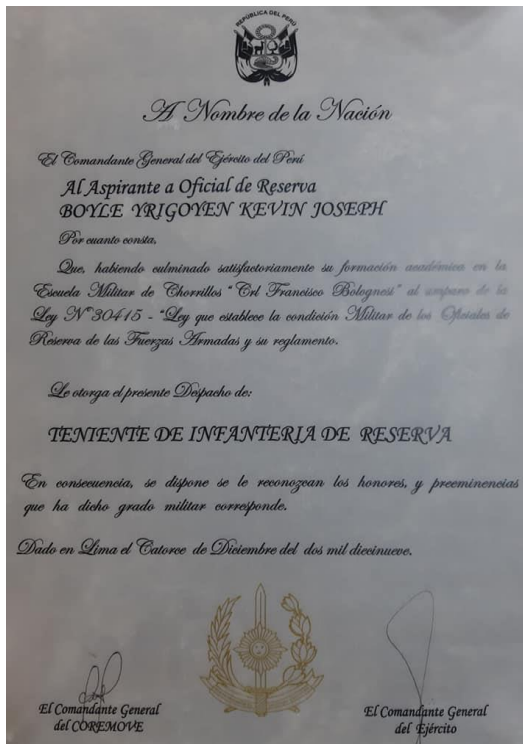 REPÚBLICA DEL PERÚ
A Nombre de la Nación
El Comandante General del Ejército del Perú
Al Aspirante a Oficial de Reserva
BOYLE YRIGOYEN KEVIN JOSEPH
Por cuanto consta,
Que, habiendo culminado satisfactoriamente su formación académica en la
Escuela Militar de Chorrillos "Crl Francisco Bolognesi" al amparo de la
Ley N°30415 - "Ley que establece la condición Militar de los Oficiales de
Reserva de las Fuerzas Armadas y su reglamento.
Le otorga el presente Despacho de:
TENIENTE DE INFANTERIA DE RESERVA
En consecuencia, se dispone se le reconozcan los honores, y preeminencias
que ha dicho grado militar corresponde.
Dado en Lima el Catorce de Diciembre del dos mil diecinueve.
El Comandante General
del COREMOVE
El Comandante General
del Ejército